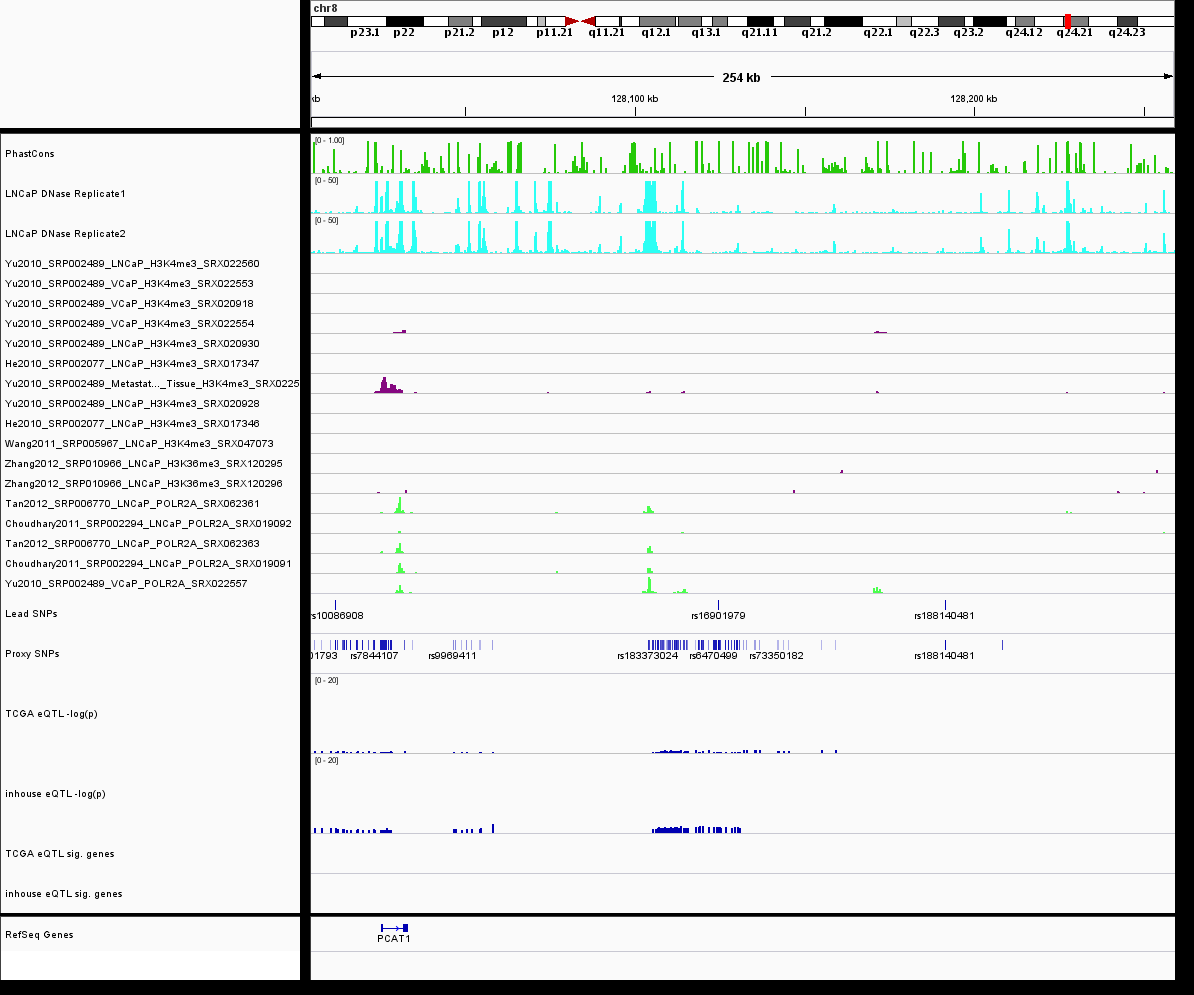 chr8
p23.1 p22 p21.2 p12 p11.21 q11.21 q12.1 q13.1 q21.11 q21.2 q22.1 q22.3 q23.2 q24.12 q24.21 q24.23
254 kb
kb 128,100 kb 128,200 kb
PhastCons [0 - 1.00]
LNCaP DNase Replicate1 [0 - 50]
LNCaP DNase Replicate2 [0 - 50]
Yu2010_SRP002489_LNCaP_H3K4me3_SRX022560
Yu2010_SRP002489_VCaP_H3K4me3_SRX022553
Yu2010_SRP002489_VCaP_H3K4me3_SRX020918
Yu2010_SRP002489_VCaP_H3K4me3_SRX022554
Yu2010_SRP002489_LNCaP_H3K4me3_SRX020930
He2010_SRP002077_LNCaP_H3K4me3_SRX017347
Yu2010_SRP002489_Metastat..._Tissue_H3K4me3_SRX0225
Yu2010_SRP002489_LNCaP_H3K4me3_SRX020928
He2010_SRP002077_LNCaP_H3K4me3_SRX017346
Wang2011_SRP005967_LNCaP_H3K4me3_SRX047073
Zhang2012_SRP010966_LNCaP_H3K36me3_SRX120295
Zhang2012_SRP010966_LNCaP_H3K36me3_SRX120296
Tan2012_SRP006770_LNCaP_POLR2A_SRX062361
Choudhary2011_SRP002294_LNCaP_POLR2A_SRX019092
Tan2012_SRP006770_LNCaP_POLR2A_SRX062363
Choudhary2011_SRP002294_LNCaP_POLR2A_SRX019091
Yu2010_SRP002489_VCaP_POLR2A_SRX022557
Lead SNPs rs10086908 rs16901979 rs188140481
Proxy SNPs 01793 rs7844107 rs9969411 rs183373024 rs6470499 rs73350182 rs188140481
[0 - 20]
TCGA eQTL -log(p)
[0 - 20]
inhouse eQTL -log(p)
TCGA eQTL sig. genes
inhouse eQTL sig. genes
RefSeq Genes
PCAT1